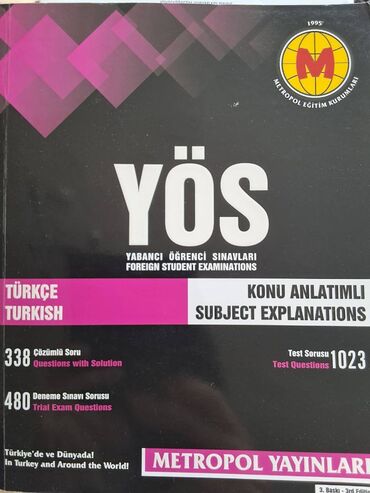 1995
M
METROPOL EĞİTİM KURUMLARI
YÖS
YABANCI ÖĞRENCİ SINAVLARI
FOREIGN STUDENT EXAMINATIONS
TÜRKÇE
TURKISH
KONU ANLATIMLI
SUBJECT EXPLANATIONS
338 Çözümlü Soru
Questions with Solution
Test Sorusu 1023
Test Questions
480 Deneme Sınavı Sorusu
Trial Exam Questions
Türkiye'de ve Dünyada!
In Turkey and Around the World!
METROPOL YAYINLARI
3. Baskı - 3rd Editio